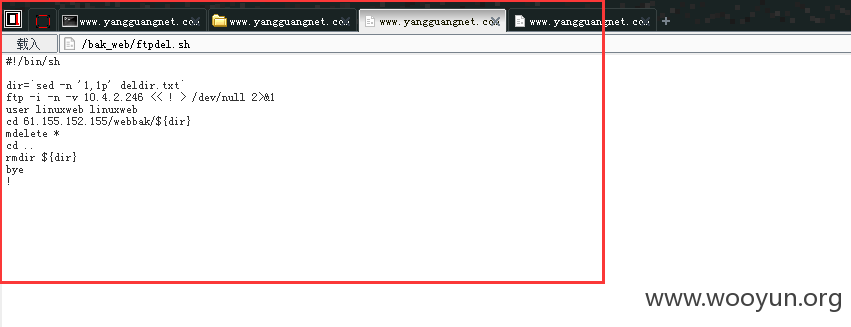 www.yangguangnet.co
www.yangguangnet.co
www.yangguangnet.co
www.yangguangnet.co
载入
/bak_web/ftpdel.sh
#!/bin/sh
dir=`sed -n '1,1p' deldir.txt`
ftp -i -n -v 10.4.2.246 << ! > /dev/null 2>&1
user linuxweb linuxweb
cd 61.155.152.155/webbak/${dir}
mdelete *
cd ..
rmdir ${dir}
bye
!
www.wooyun.org